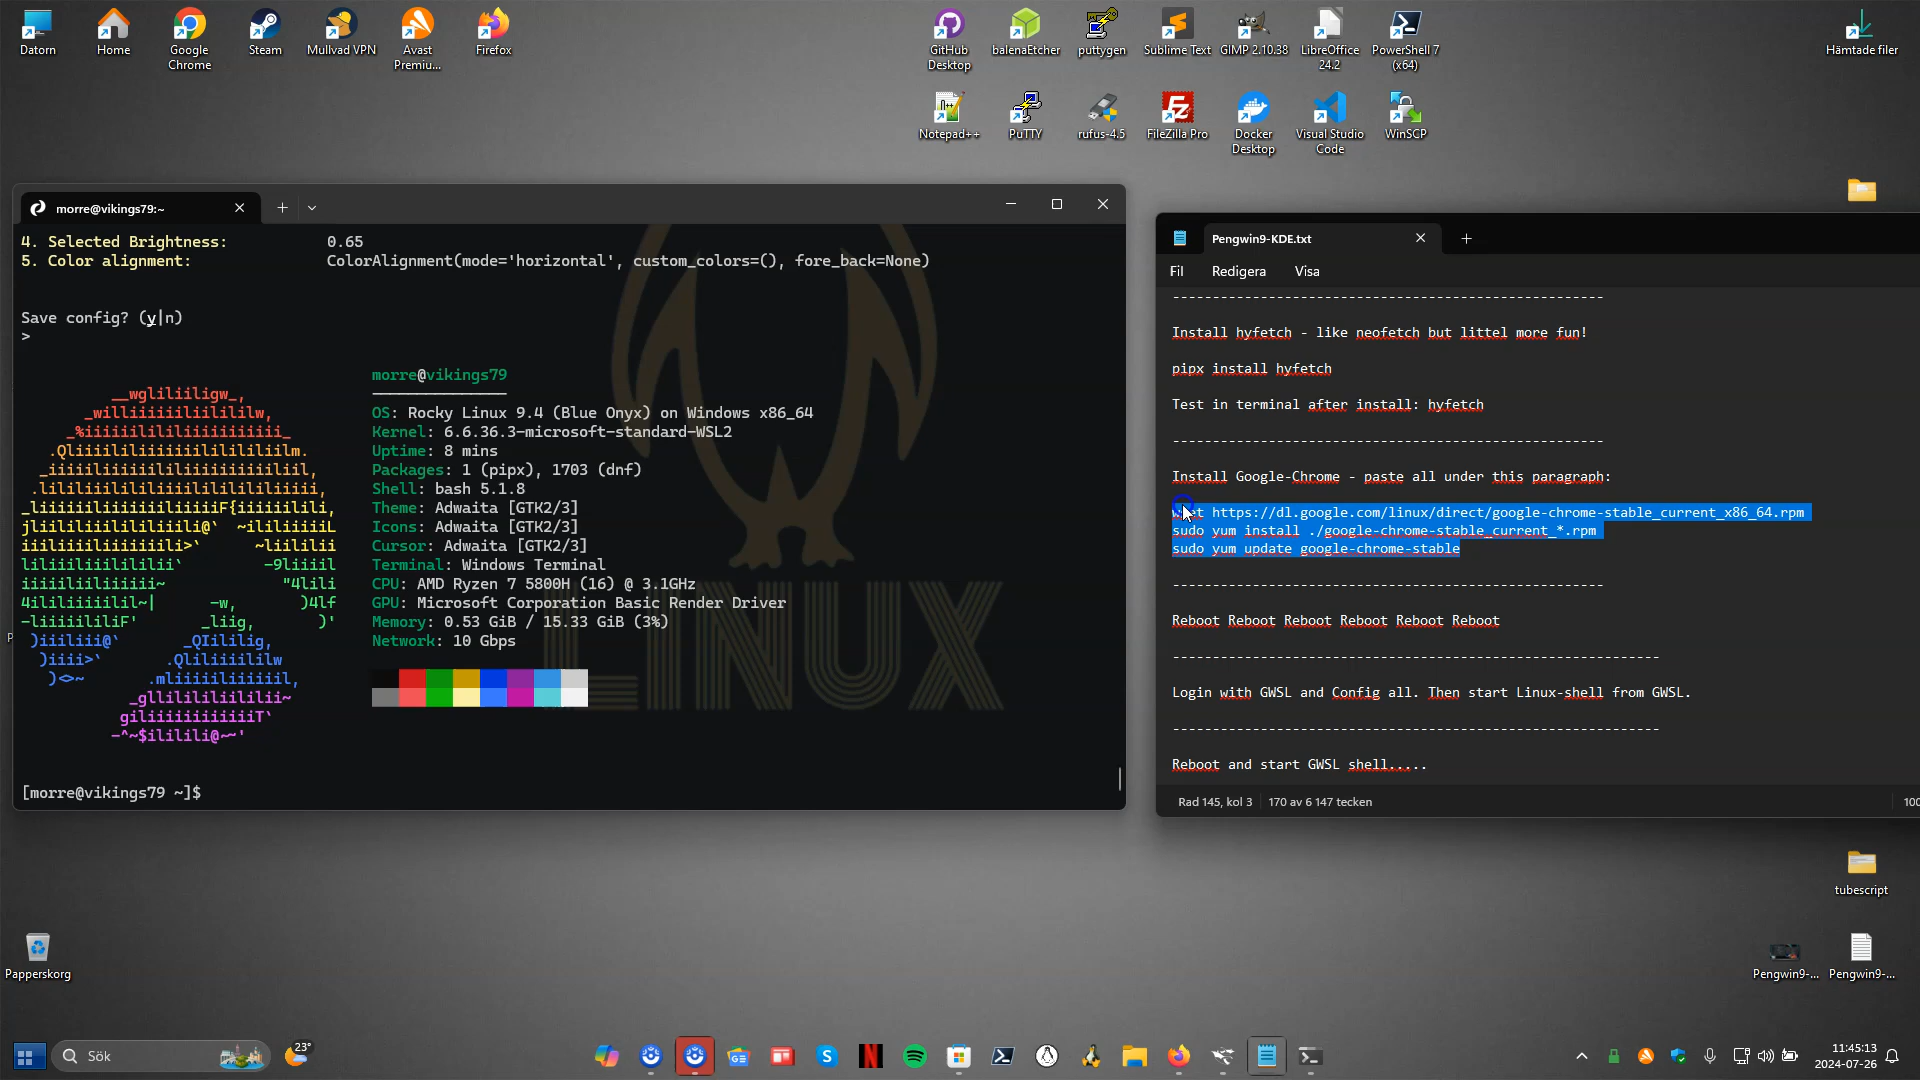 Datorn
Home
Google Chrome
Steam
Mullvad VPN
Avast Premiu...
Firefox
GitHub Desktop
balenaEtcher
puttygen
Sublime Text
GIMP 2.10.38
LibreOffice 24.2
PowerShell 7 (x64)
Hämtade filer
Notepad++
PuTTY
rufus-4.5
FileZilla Pro
Docker Desktop
Visual Studio Code
WinSCP
morre@vikings79:~
4. Selected Brightness: 0.65
5. Color alignment: ColorAlignment(mode='horizontal', custom_colors=(), fore_back=None)
Save config? (y|n)
>
morre@vikings79
OS: Rocky Linux 9.4 (Blue Onyx) on Windows x86_64
Kernel: 6.6.36.3-microsoft-standard-WSL2
Uptime: 8 mins
Packages: 1 (pipx), 1703 (dnf)
Shell: bash 5.1.8
Theme: Adwaita [GTK2/3]
Icons: Adwaita [GTK2/3]
Cursor: Adwaita [GTK2/3]
Terminal: Windows Terminal
CPU: AMD Ryzen 7 5800H (16) @ 3.1GHz
GPU: Microsoft Corporation Basic Render Driver
Memory: 0.53 GiB / 15.33 GiB (3%)
Network: 10 Gbps
LINUX
[morre@vikings79 ~]$
Pengwin9-KDE.txt
Fil Redigera Visa
Install hyfetch - like neofetch but littel more fun!
pipx install hyfetch
Test in terminal after install: hyfetch
Install Google-Chrome - paste all under this paragraph:
https://dl.google.com/linux/direct/google-chrome-stable_current_x86_64.rpm
sudo yum install ./google-chrome-stable_current_*.rpm
sudo yum update google-chrome-stable
Reboot Reboot Reboot Reboot Reboot Reboot
Login with GWSL and Config all. Then start Linux-shell from GWSL.
Reboot and start GWSL shell.....
Rad 145, kol 3
170 av 6 147 tecken
100
tubescript
Papperskorg
Pengwin9-...
Pengwin9-...
Sök
23°
11:45:13
2024-07-26